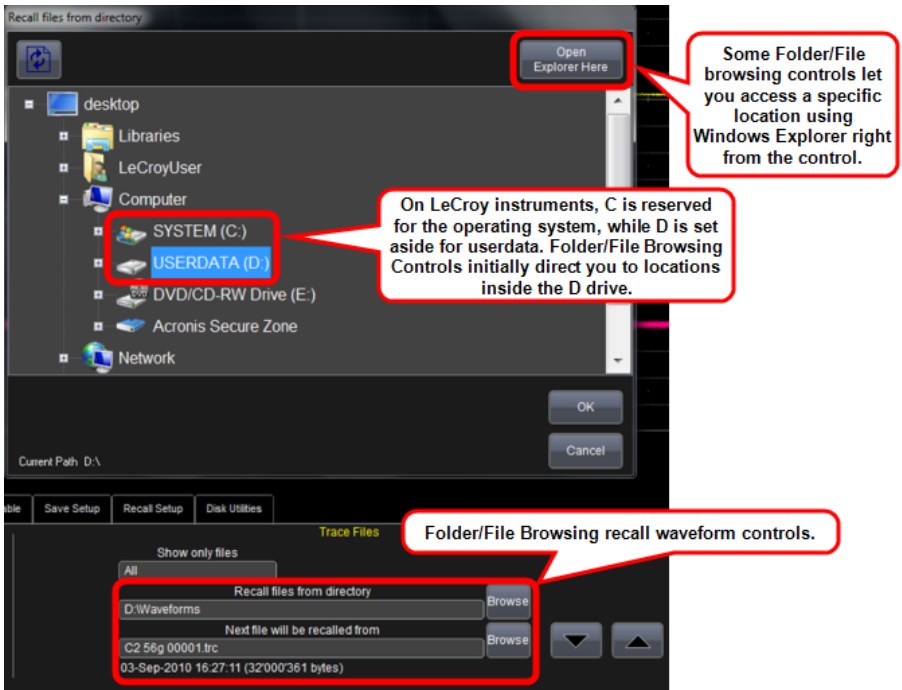 Recall files from directory
Open
Explorer Here
Some Folder/File
browsing controls let
you access a specific
location using
Windows Explorer right
from the control.
desktop
Libraries
LeCroyUser
Computer
SYSTEM (C:)
USERDATA (D:)
DVD/CD-RW Drive (E:)
Acronis Secure Zone
Network
On LeCroy instruments, C is reserved
for the operating system, while D is set
aside for userdata. Folder/File Browsing
Controls initially direct you to locations
inside the D drive.
OK
Cancel
Current Path D:\
able Save Setup Recall Setup Disk Utilities
Trace Files
Folder/File Browsing recall waveform controls.
Show only files
All
Recall files from directory
D:\Waveforms
Browse
Next file will be recalled from
C2 56g 00001.trc
Browse
03-Sep-2010 16:27:11 (32'000'361 bytes)